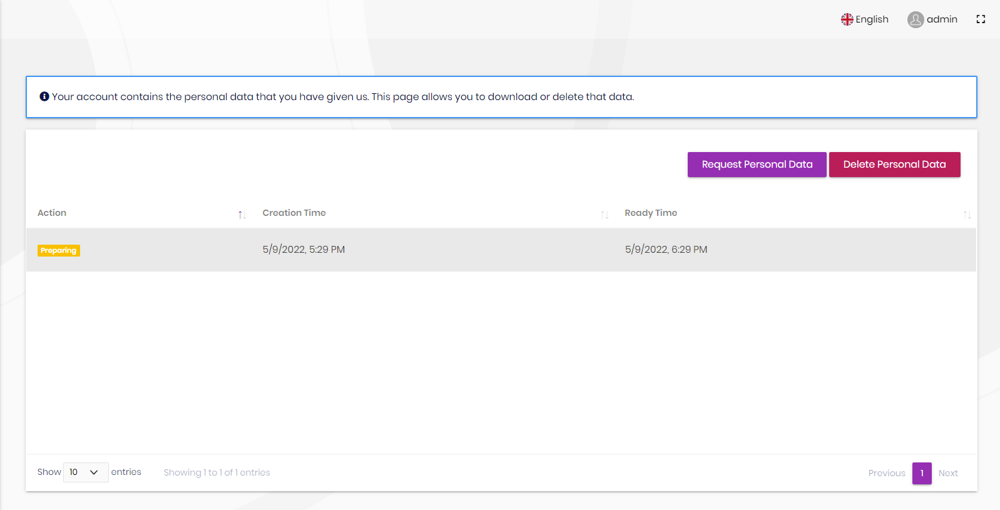 English admin
Your account contains the personal data that you have given us. This page allows you to download or delete that data.
Request Personal Data Delete Personal Data
Action Creation Time Ready Time
Preparing 5/9/2022, 5:29 PM 5/9/2022, 6:29 PM
Show 10 entries Showing 1 to 1 of 1 entries Previous 1 Next